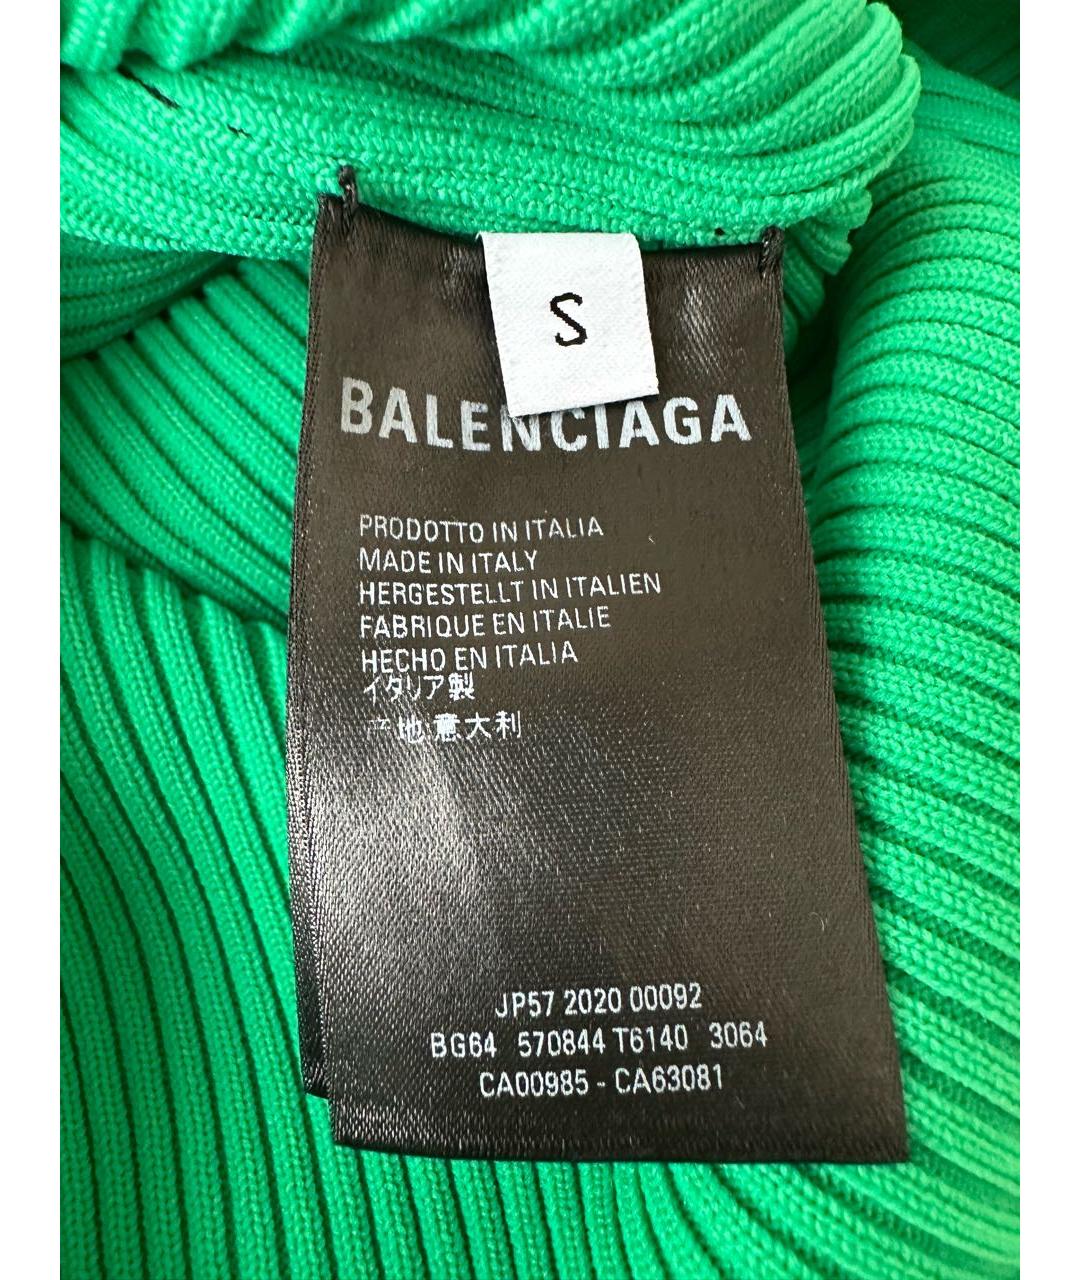 S
BALENCIAGA
PRODOTTO IN ITALIA
MADE IN ITALY
HERGESTELLT IN ITALIEN
FABRIQUE EN ITALIE
HECHO EN ITALIA
イタリア製
地:意大利
JP57 2020 00092
BG64 570844 T6140 3064
CA00985 - CA63081